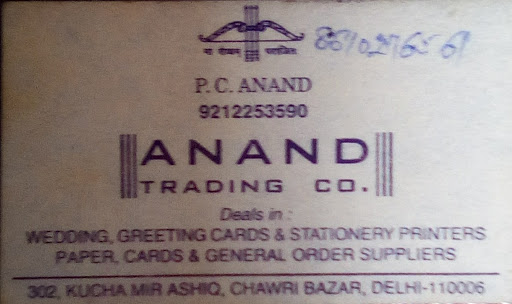 P. C. ANAND
9212253590
ANAND
TRADING CO.
Deals in :
WEDDING, GREETING CARDS & STATIONERY PRINTERS
PAPER, CARDS & GENERAL ORDER SUPPLIERS
302, KUCHA MIR ASHIQ, CHAWRI BAZAR, DELHI-110006